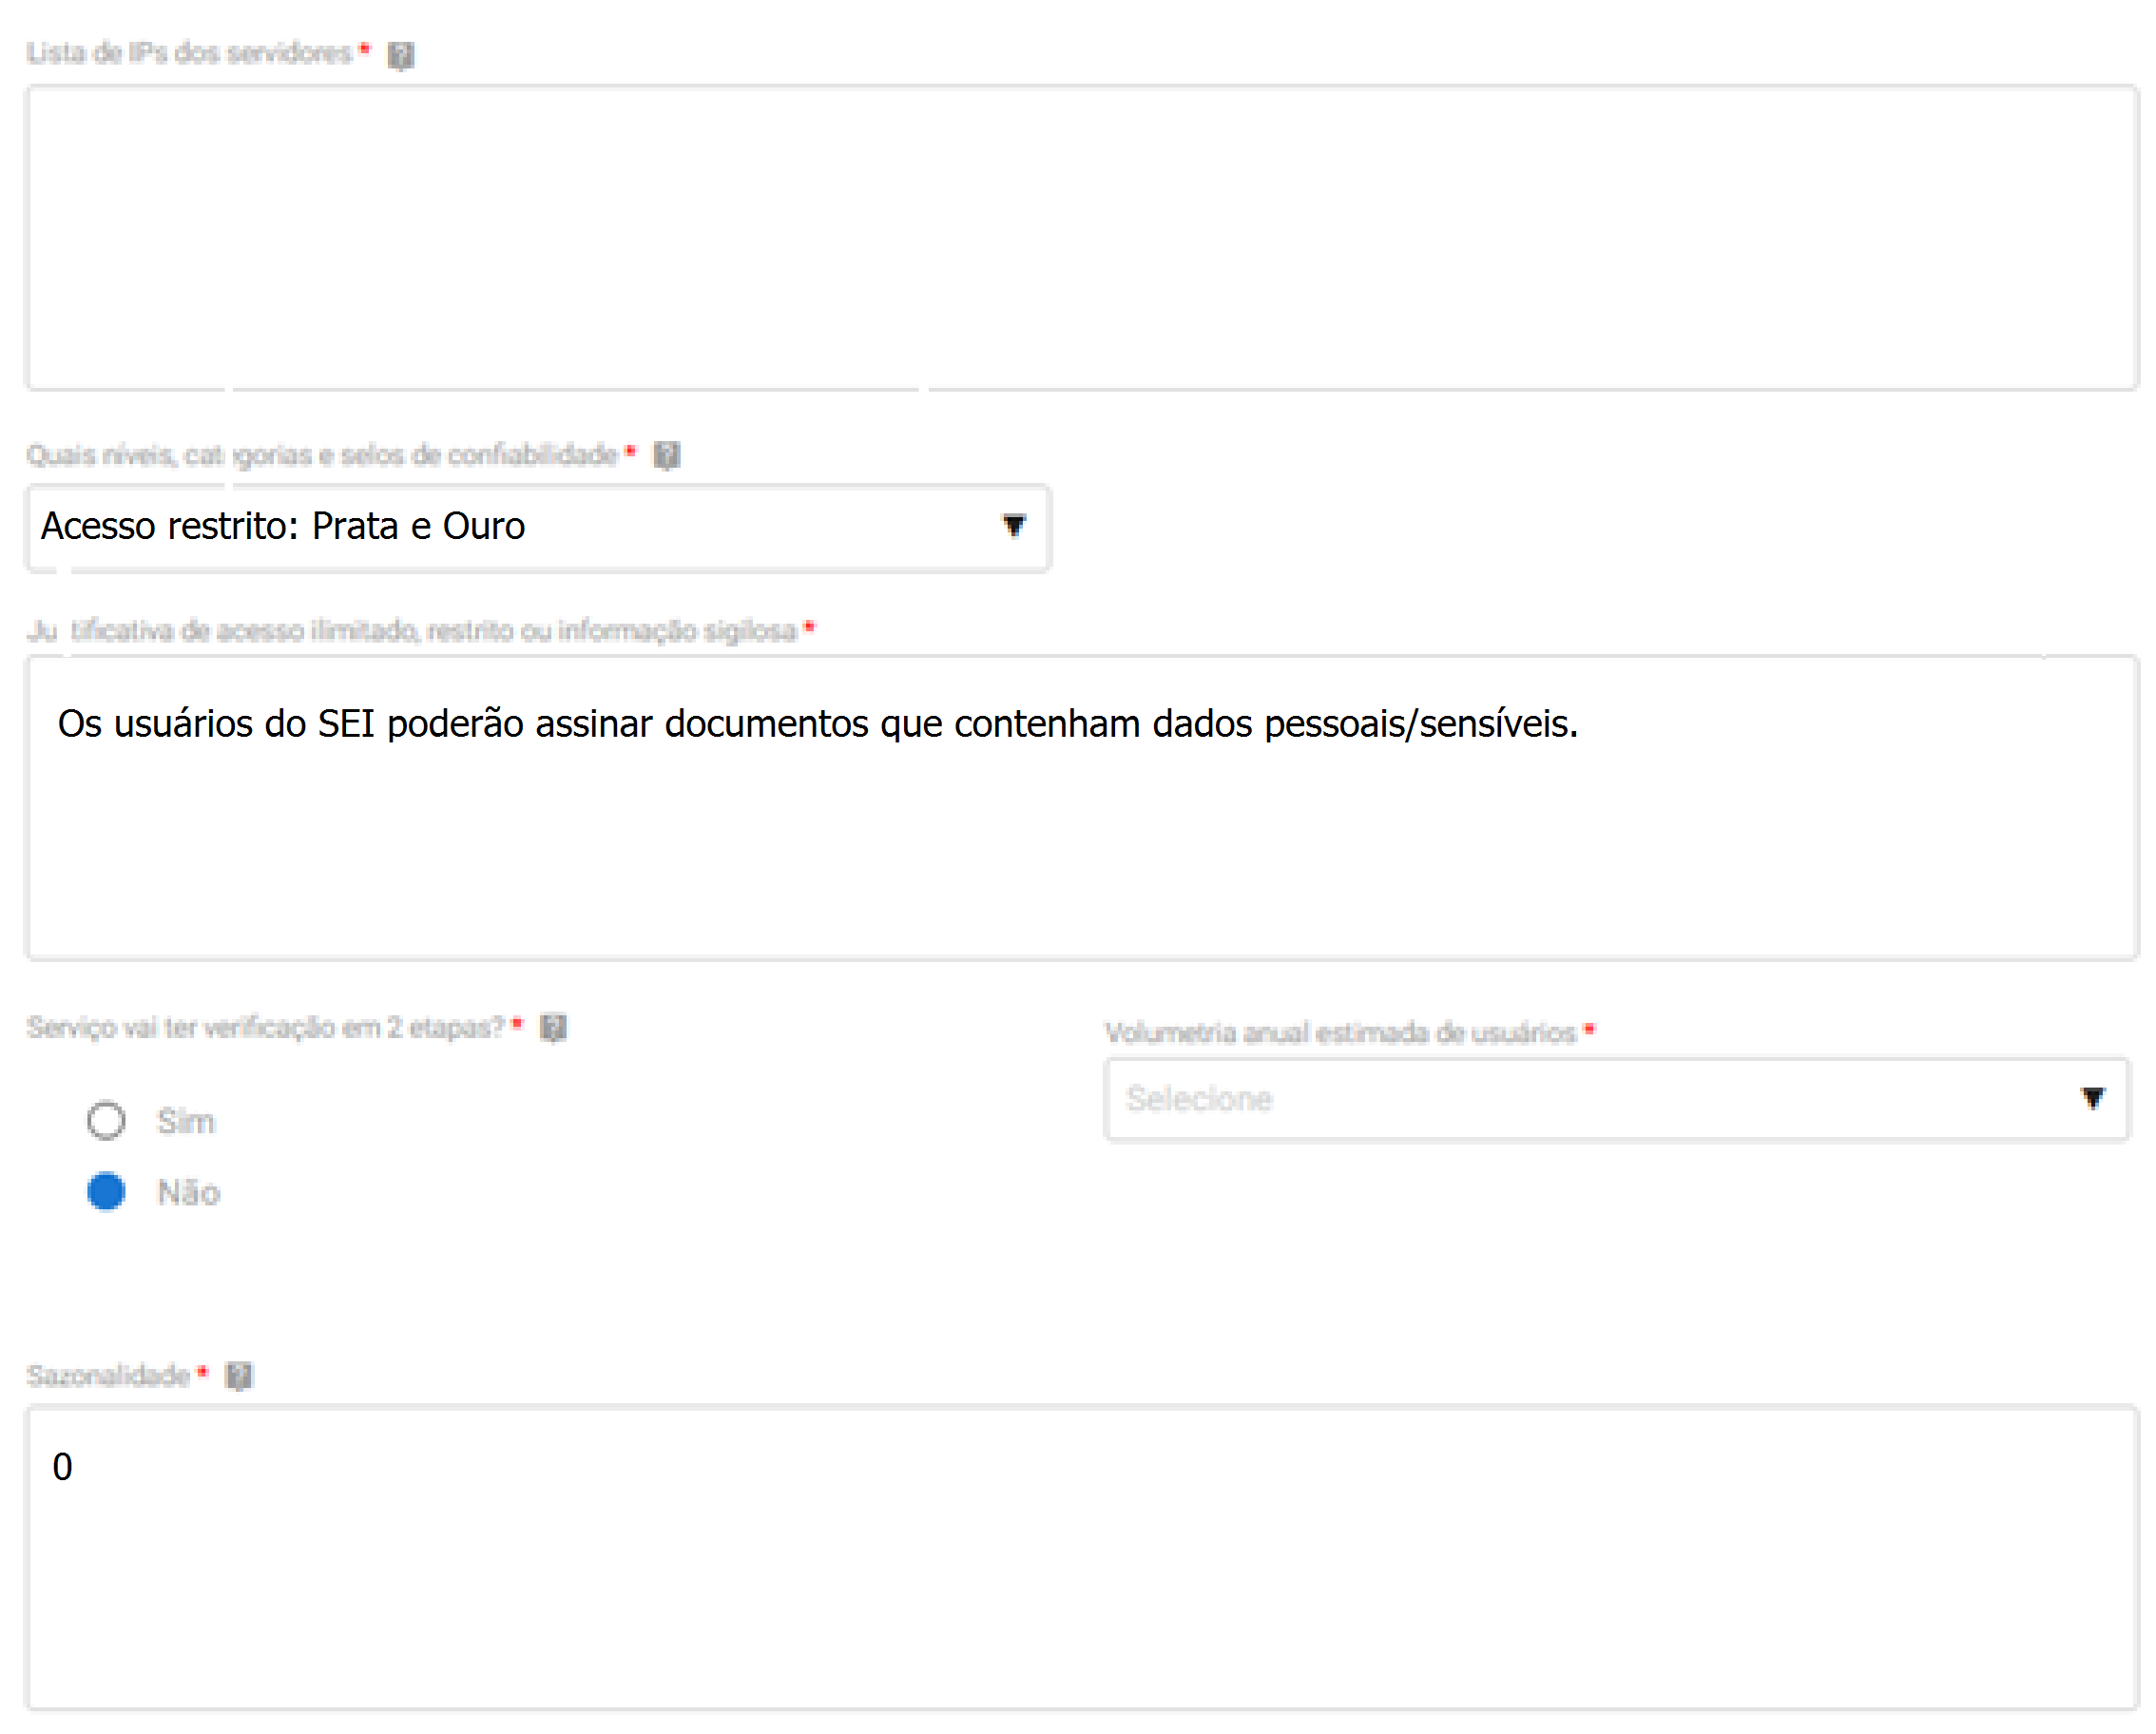 Lista de IPs dos servidores *
Quais níveis, cat gorias e selos de confiabilidade *
Acesso restrito: Prata e Ouro
Ju tificativa de acesso ilimitado, restrito ou informação sigilosa *
Os usuários do SEI poderão assinar documentos que contenham dados pessoais/sensíveis.
Serviço vai ter verificação em 2 etapas? *
Sim
Não
Volumetria anual estimada de usuários *
Selecione
Sazonalidade *
0